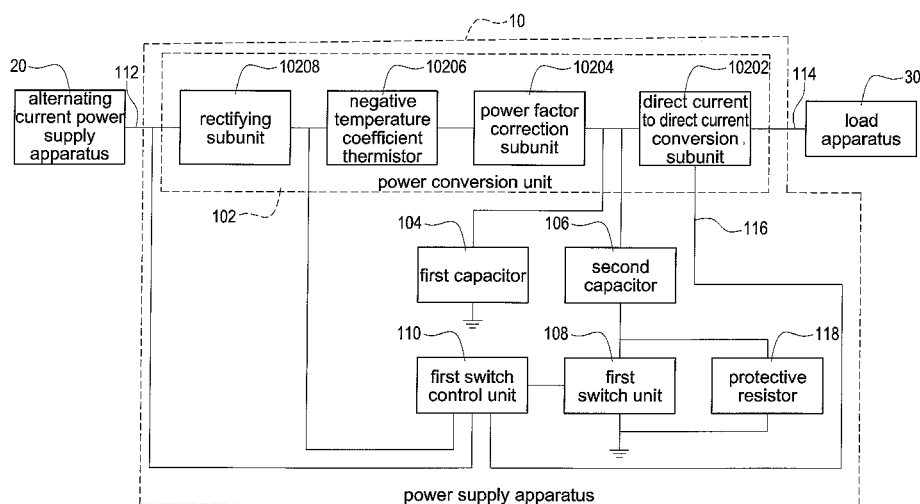 10
20
112
10208
10206
10204
10202
114
30
alternating
current power
supply
apparatus
rectifying
subunit
negative
temperature
coefficient
thermistor
power factor
correction
subunit
direct current
to direct current
conversion
subunit
load apparatus
power conversion unit
102
104
106
116
first capacitor
second
capacitor
110
108
118
first switch
control unit
first
switch unit
protective
resistor
power supply apparatus